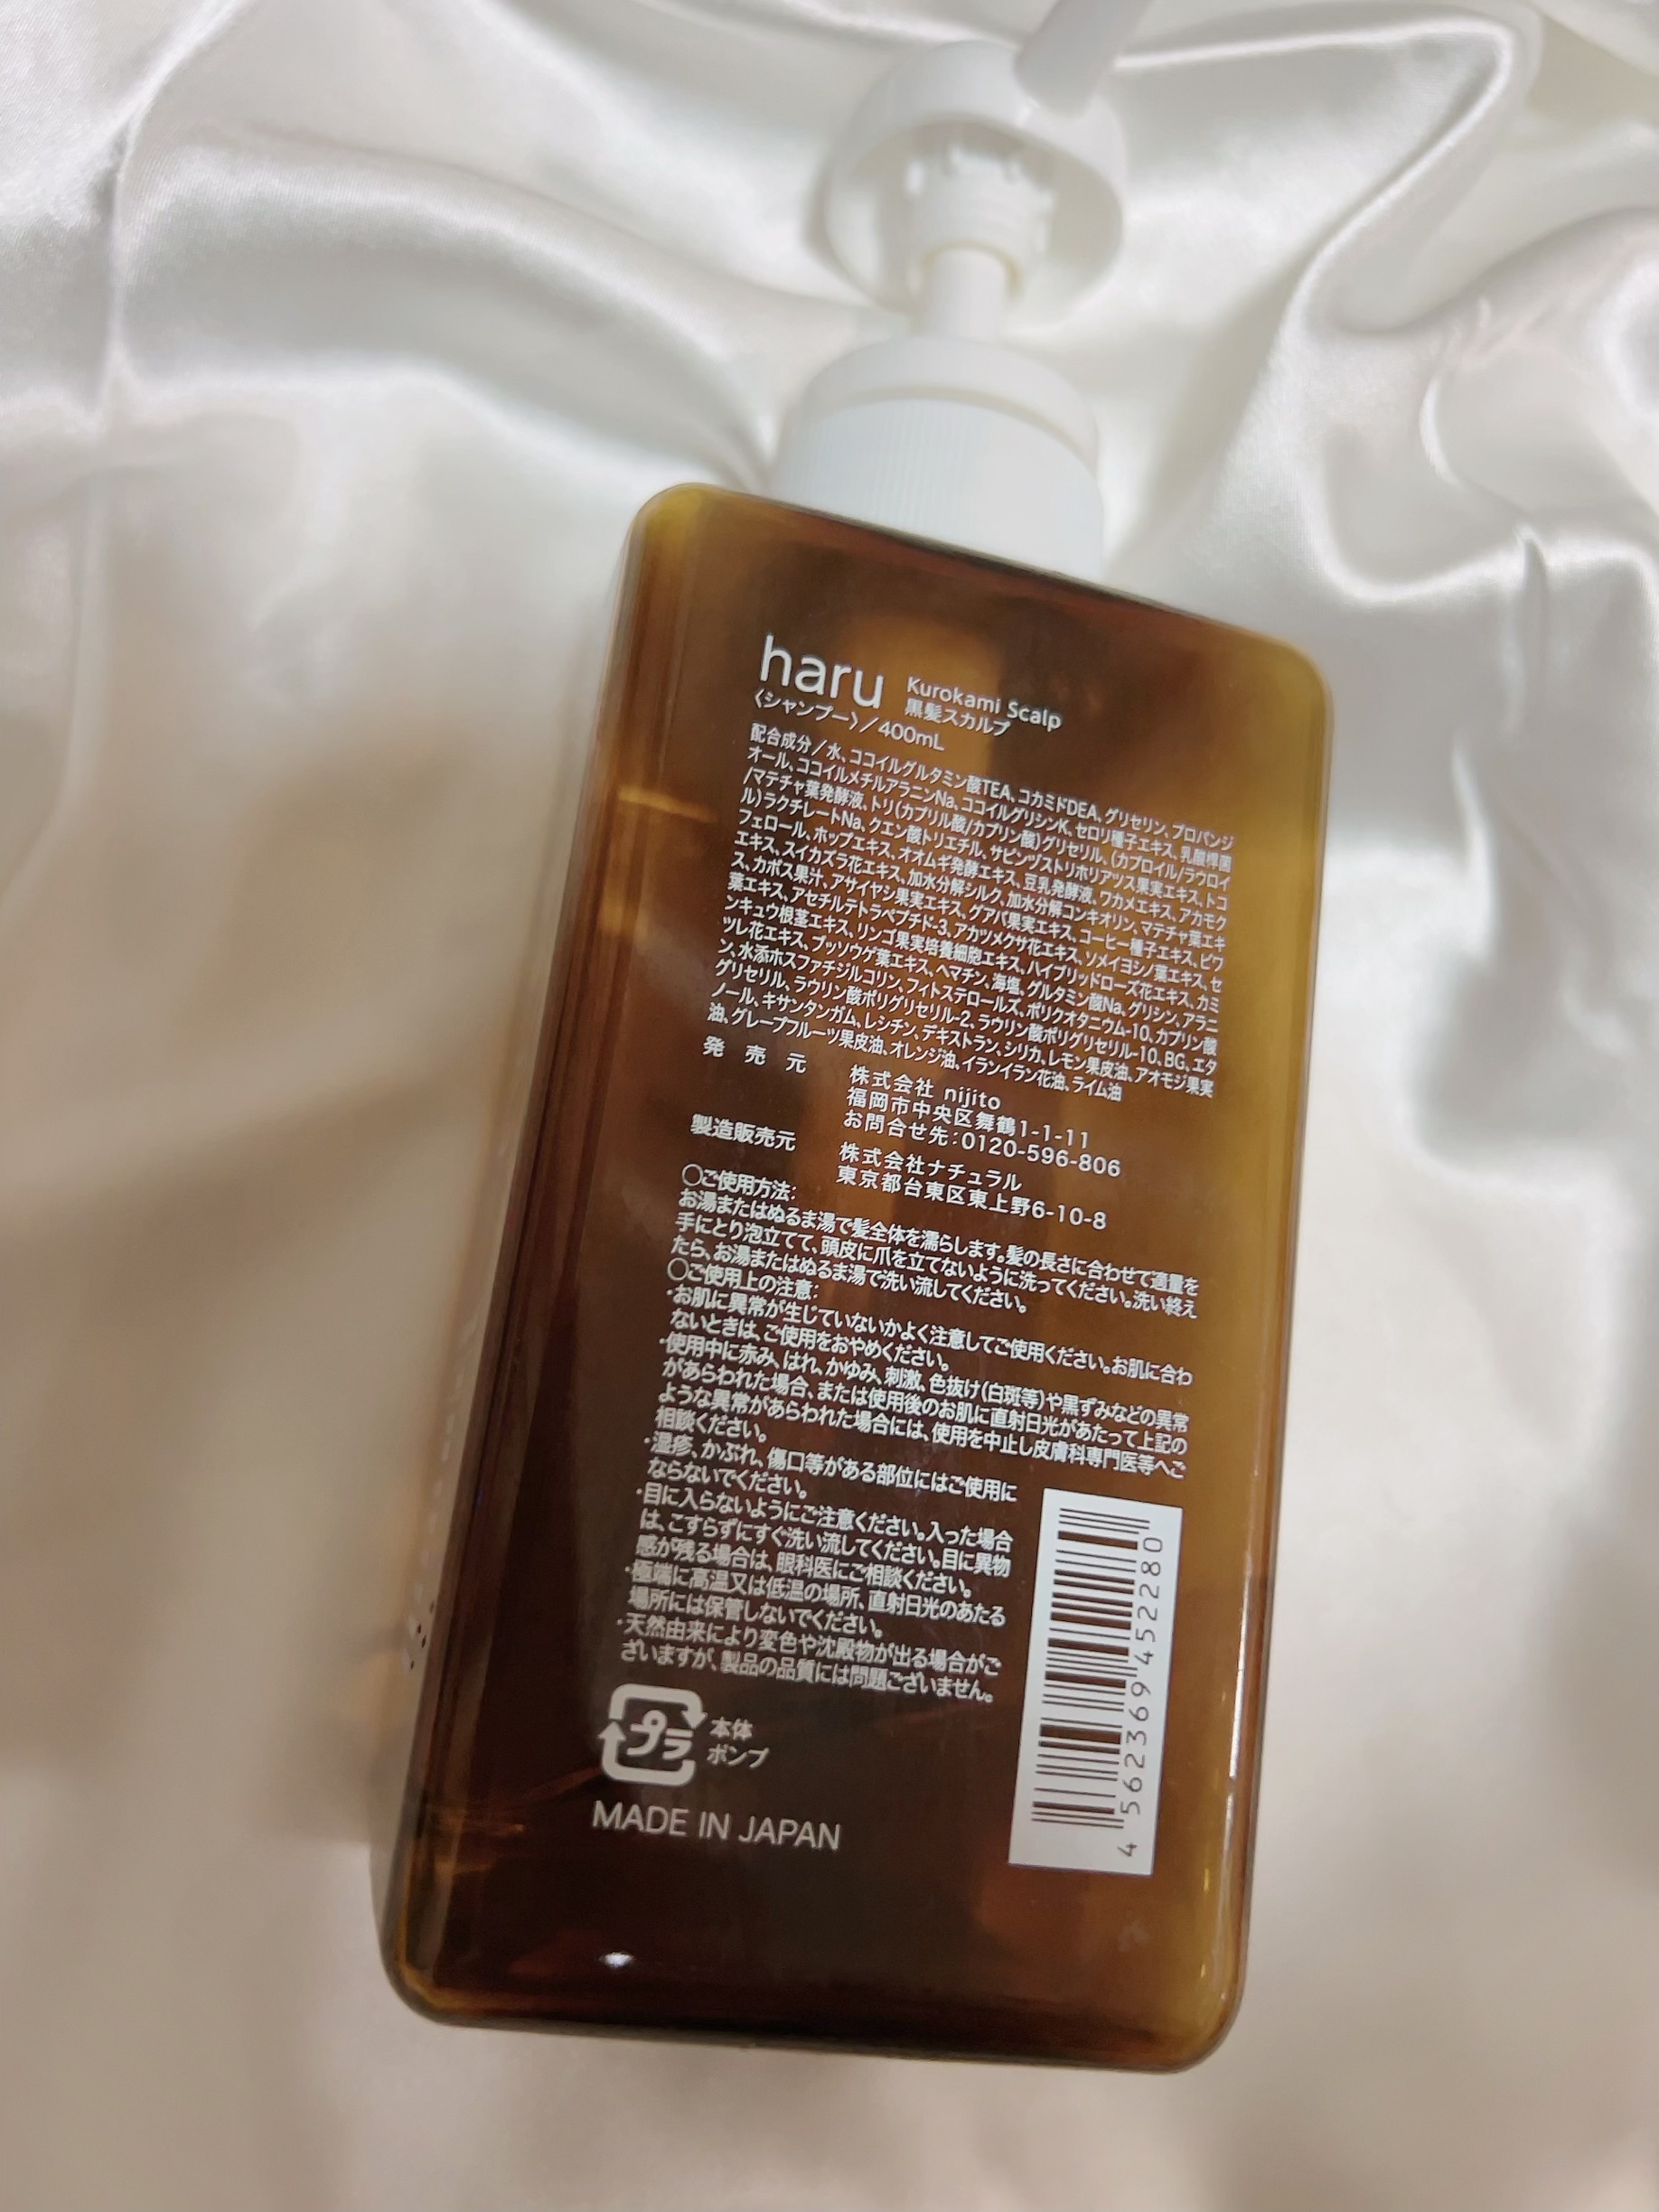 haru Kurokami Scalp
黒髪スカルプ
〈シャンプー〉／400mL
配合成分／水、ココイルグルタミン酸TEA、コカミドDEA、グリセリン、プロパンジ
オール、ココイルメチルアラニンNa、ココイルグリシンK、セロリ種子エキス、乳酸桿菌
/マテチャ葉発酵液、トリ(カプリル酸/カプリン酸)グリセリル、(カプロイル/ラウロイ
ル)ラクチレートNa、クエン酸トリエチル、サピンヅストリホリアツス果実エキス、トコ
フェロール、ホップエキス、オオムギ発酵エキス、豆乳発酵液、ワカメエキス、アカモク
エキス、スイカズラ花エキス、加水分解シルク、加水分解コンキオリン、マテチャ葉エキ
ス、カボス果汁、アサイヤシ果実エキス、グアバ果実エキス、コーヒー種子エキス、ビワ
葉エキス、アセチルテトラペプチド-3、アカツメクサ花エキス、ソメイヨシノ葉エキス、セ
ンキュウ根茎エキス、リンゴ果実培養細胞エキス、ハイブリッドローズ花エキス、カミ
ツレ花エキス、ブッソウゲ葉エキス、ヘマチン、海塩、グルタミン酸Na、グリシン、アラニ
ン、水添ホスファチジルコリン、フィトステロールズ、ポリクオタニウム-10、カプリン酸
グリセリル、ラウリン酸ポリグリセリル-2、ラウリン酸ポリグリセリル-10、BG、エタ
ノール、キサンタンガム、レシチン、デキストラン、シリカ、レモン果皮油、アオモジ果実
油、グレープフルーツ果皮油、オレンジ油、イランイラン花油、ライム油
発売元 株式会社 nijito
福岡市中央区舞鶴1-1-11
お問合せ先：0120-596-806
製造販売元 株式会社ナチュラル
東京都台東区東上野6-10-8
〇ご使用方法：
お湯またはぬるま湯で髪全体を濡らします。髪の長さに合わせて適量を
手にとり泡立てて、頭皮に爪を立てないように洗ってください。洗い終え
たら、お湯またはぬるま湯で洗い流してください。
〇ご使用上の注意：
・お肌に異常が生じていないかよく注意してご使用ください。お肌に合わ
ないときは、ご使用をおやめください。
・使用中に赤み、はれ、かゆみ、刺激、色抜け(白斑等)や黒ずみなどの異常
があらわれた場合、または使用後のお肌に直射日光があたって上記の
ような異常があらわれた場合には、使用を中止し皮膚科専門医等へご
相談ください。
・湿疹、かぶれ、傷口等がある部位にはご使用に
ならないでください。
・目に入らないようにご注意ください。入った場合
は、こすらずにすぐ洗い流してください。目に異物
感が残る場合は、眼科医にご相談ください。
・極端に高温又は低温の場所、直射日光のあたる
場所には保管しないでください。
・天然由来により変色や沈殿物が出る場合がご
ざいますが、製品の品質には問題ございません。
プラ 本体
ポンプ
MADE IN JAPAN
4 562369 452280